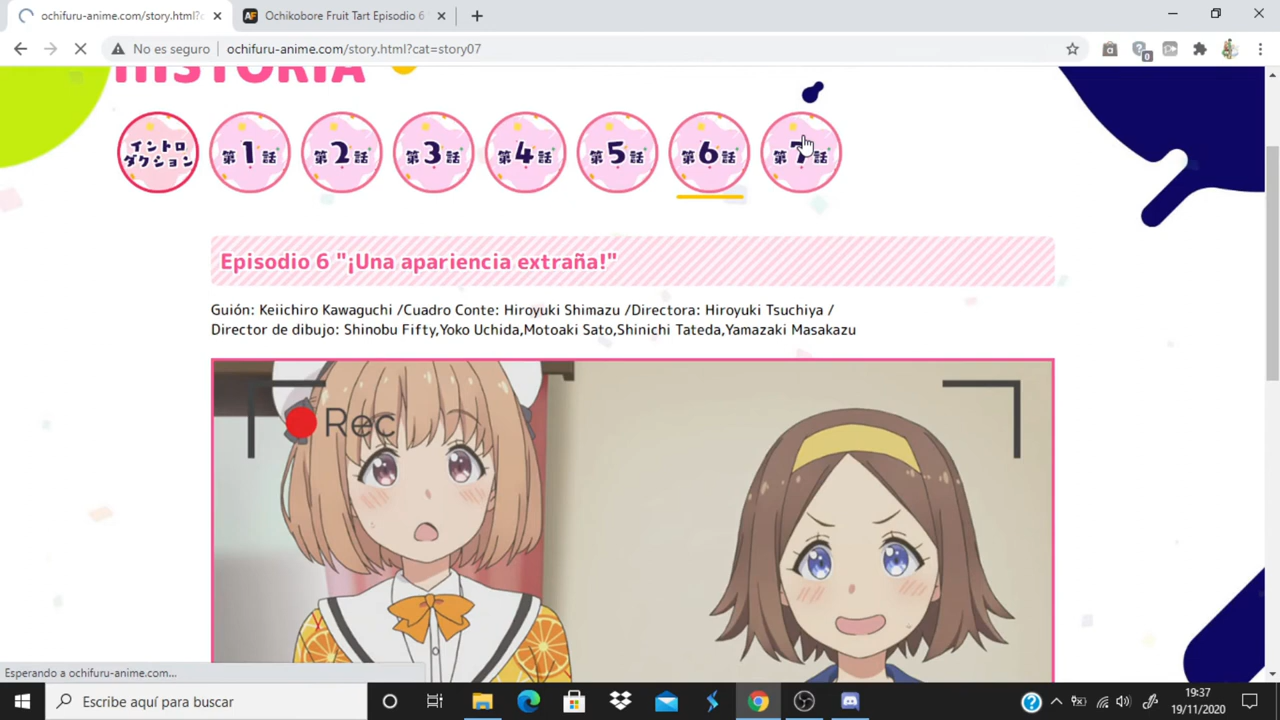 ochifuru-anime.com/story.html?c
Ochikobore Fruit Tart Episodio 6
No es seguro
ochifuru-anime.com/story.html?cat=story07
HISTORIA
イントロ
ダクション
第1話
第2話
第3話
第4話
第5話
第6話
第7話
Episodio 6 "¡Una apariencia extraña!"
Guión: Keiichiro Kawaguchi /Cuadro Conte: Hiroyuki Shimazu /Directora: Hiroyuki Tsuchiya /
Director de dibujo: Shinobu Fifty,Yoko Uchida,Motoaki Sato,Shinichi Tateda,Yamazaki Masakazu
Rec
Esperando a ochifuru-anime.com...
Escribe aquí para buscar
19:37
19/11/2020